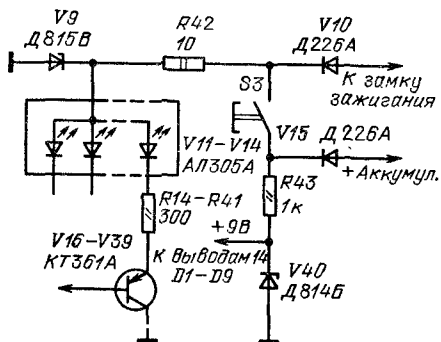 V9
Д815В
R42
10
V10
Д226А
К замку
зажигания
S3
V11-V14
АЛ305А
V15
Д226А
+Аккумул.
R14-R41
300
R43
1к
+9В
V16-V39
КТ361А
К выводам 14
D1-D9
V40
Д814Б